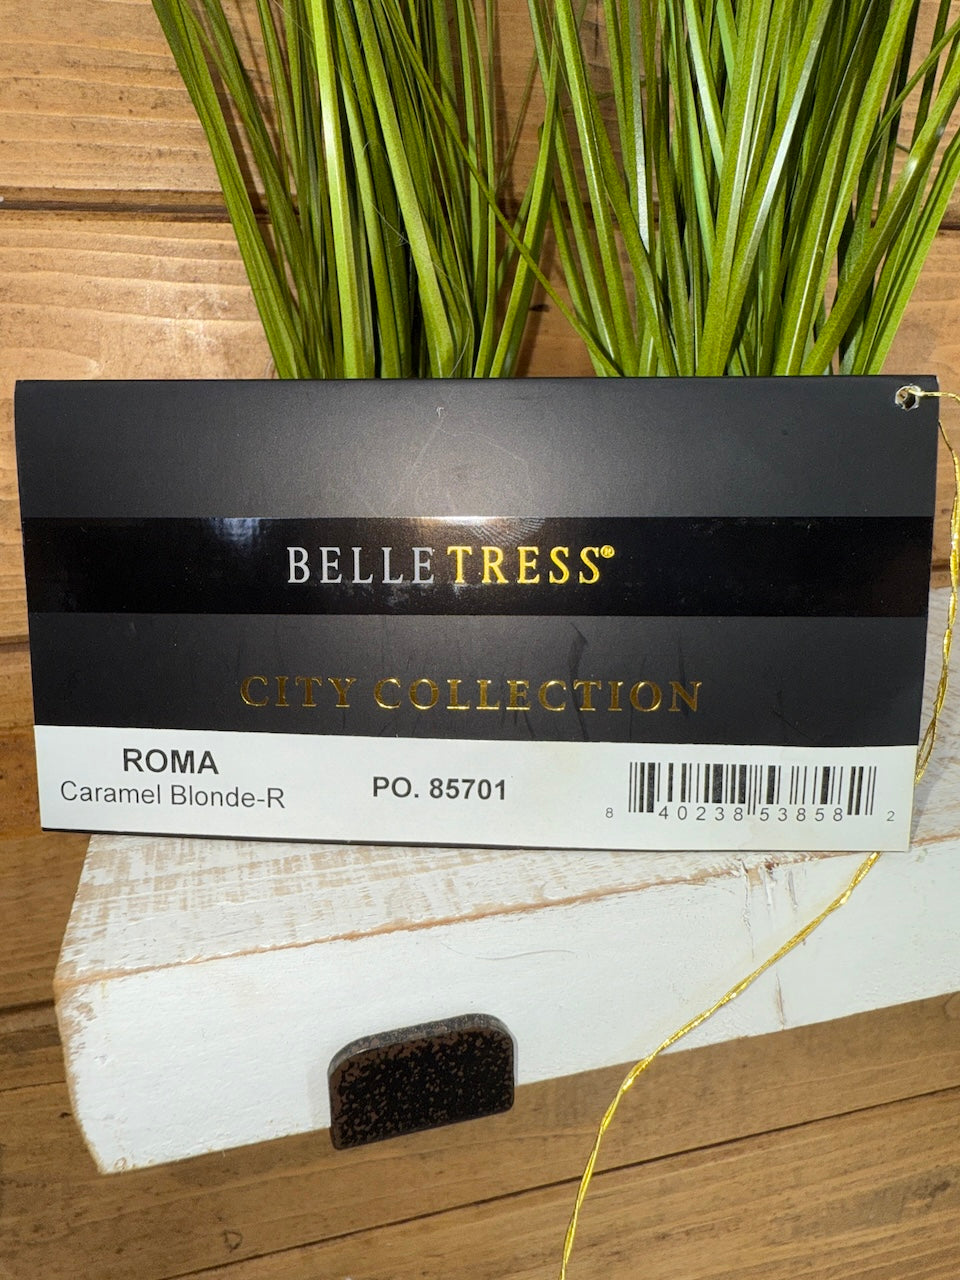 BELLETRESS®
CITY COLLECTION
ROMA
Caramel Blonde-R
PO. 85701
8 40238 53858 2